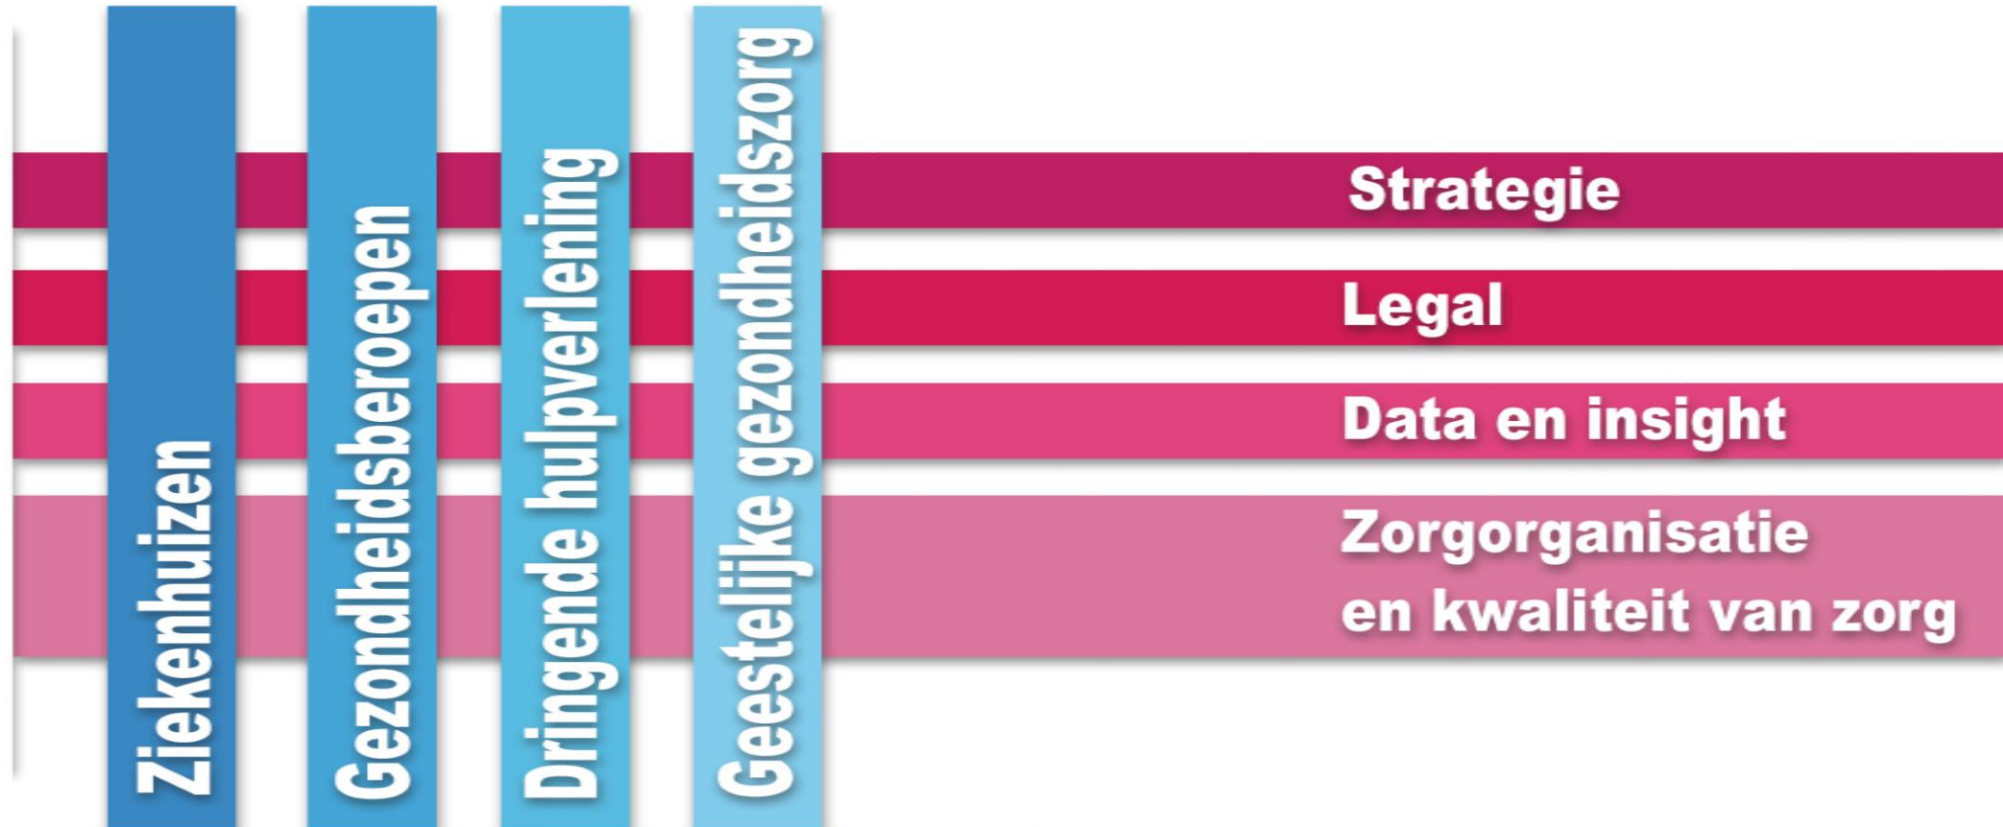 Ziekenhuizen
Gezondheidsberoepen
Dringende hulpverlening
Geestelijke gezondheidszorg
Strategie
Legal
Data en insight
Zorgorganisatie
en kwaliteit van zorg